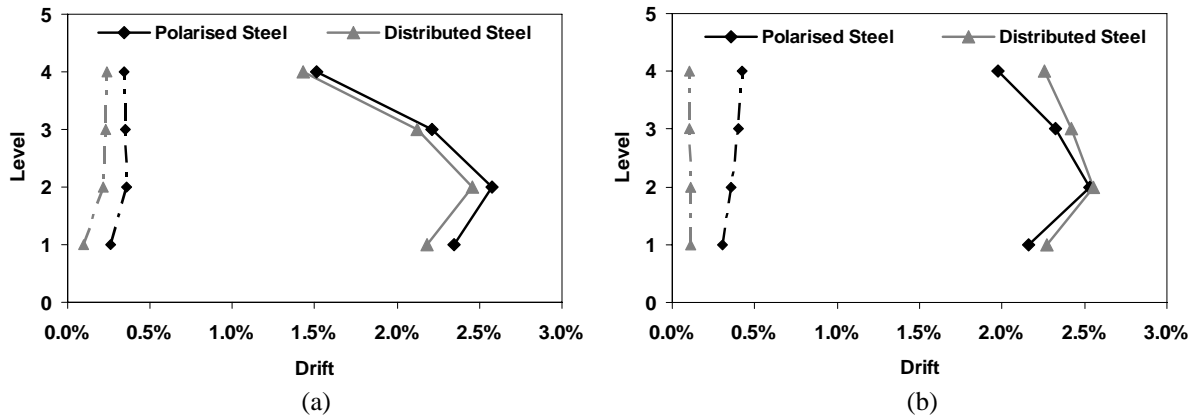 5
4
3
2
1
0
Level
Polarised Steel
Distributed Steel
0.0% 0.5% 1.0% 1.5% 2.0% 2.5% 3.0%
Drift
(a)
5
4
3
2
1
0
Level
Polarised Steel
Distributed Steel
0.0% 0.5% 1.0% 1.5% 2.0% 2.5% 3.0%
Drift
(b)